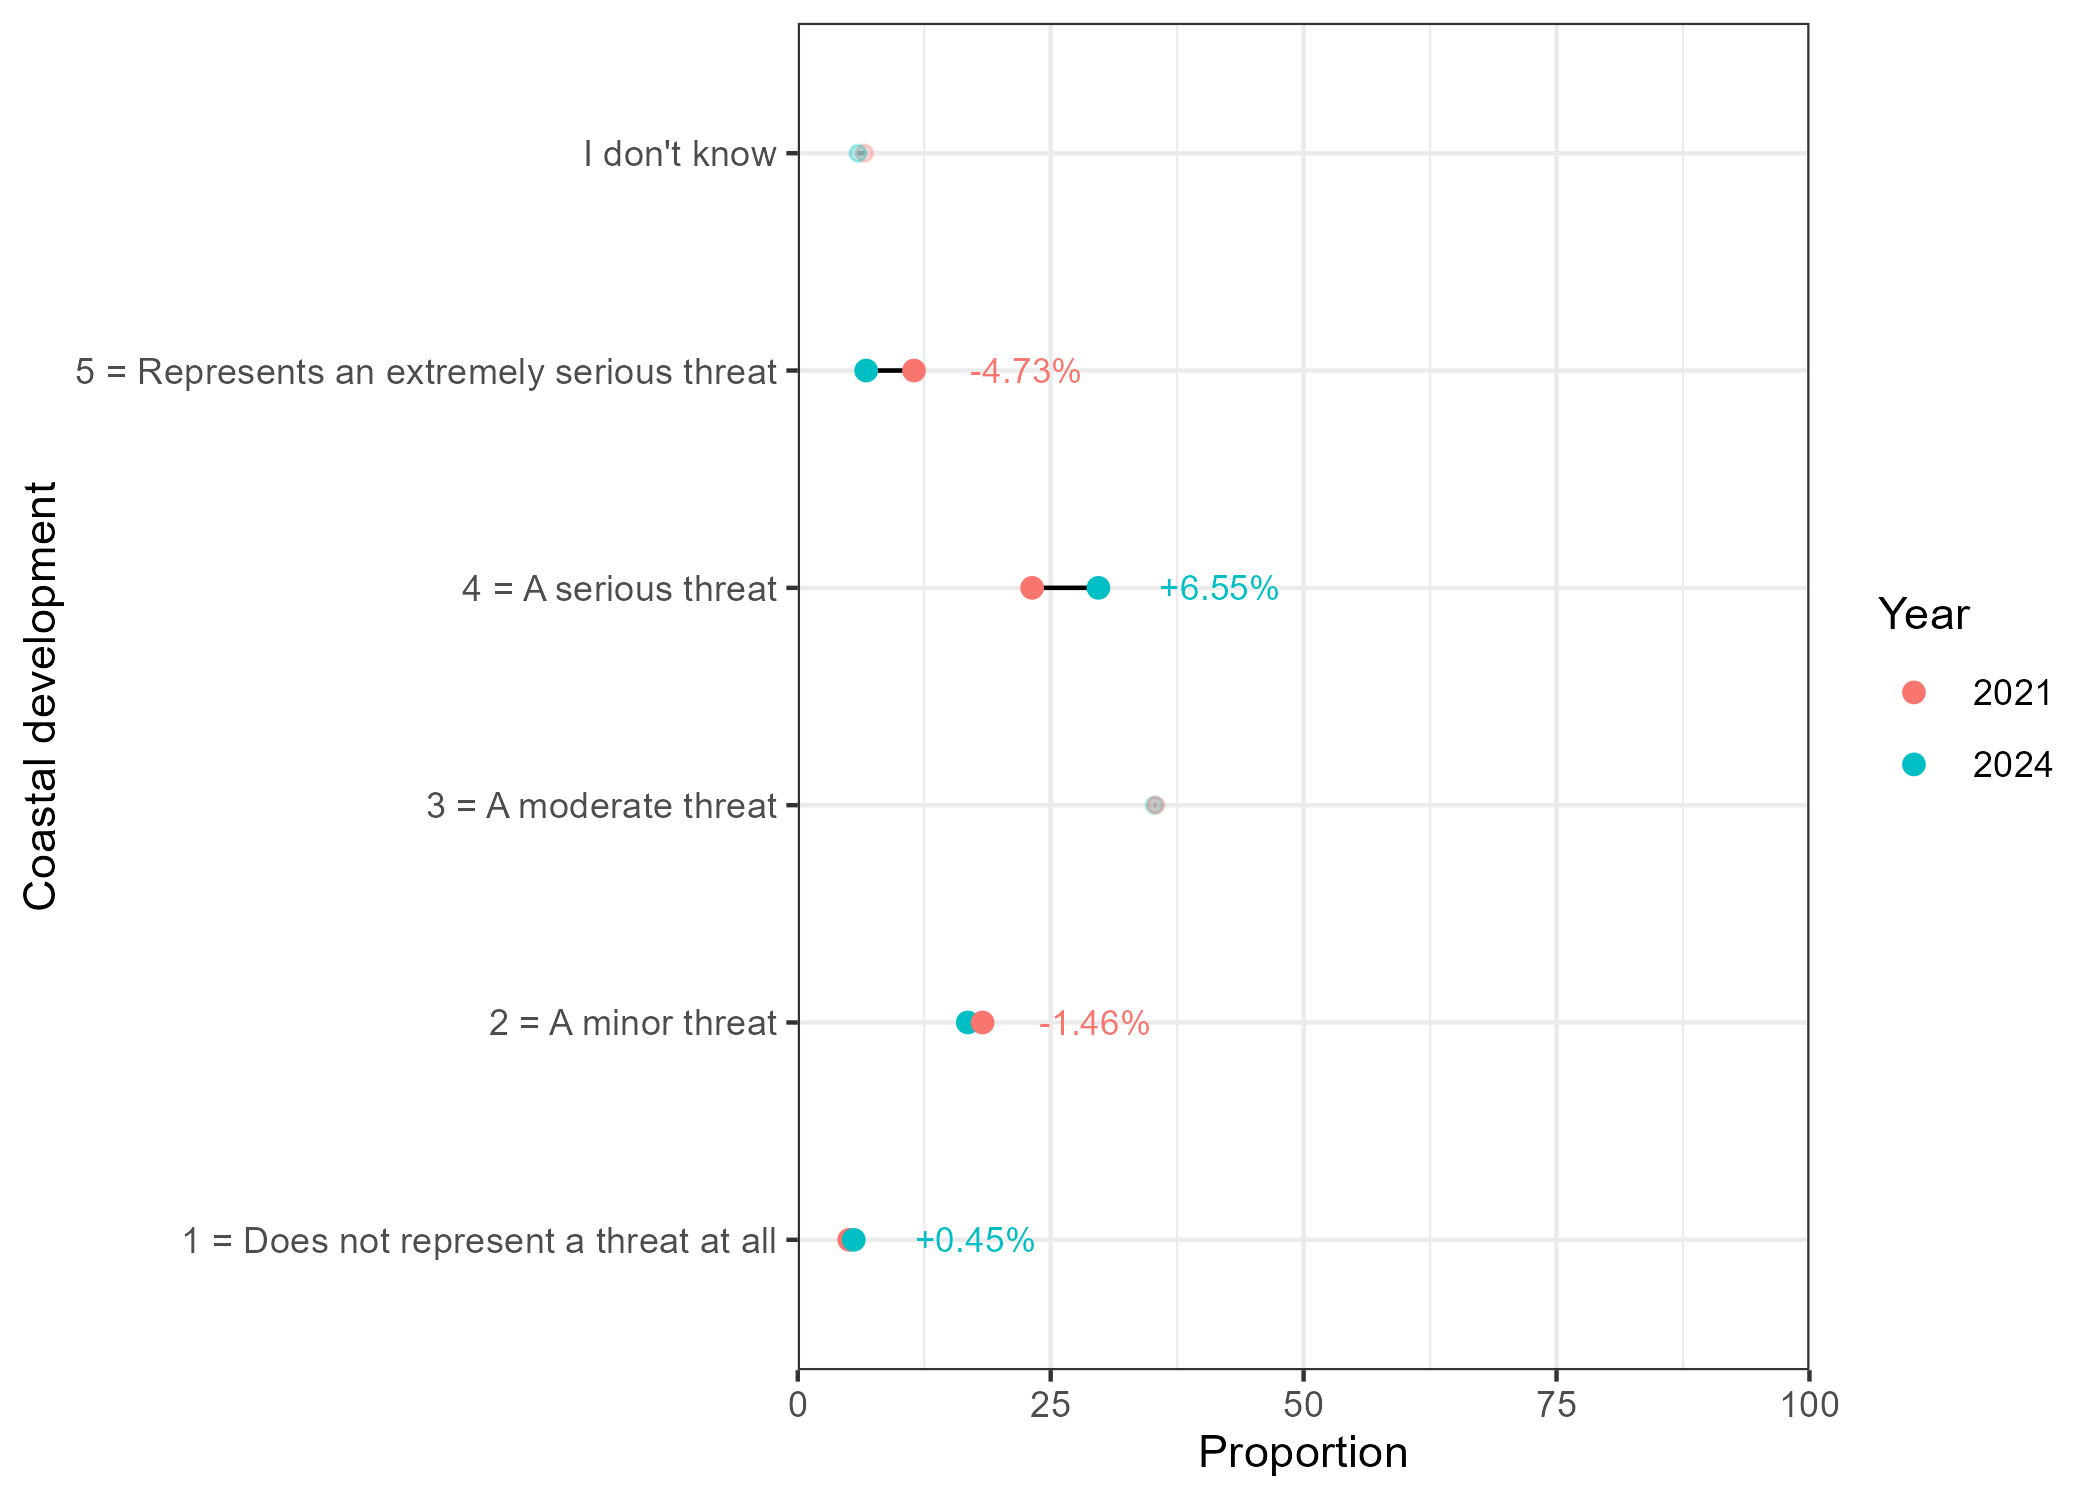 I don't know
5 = Represents an extremely serious threat
-4.73%
4 = A serious threat
+6.55%
3 = A moderate threat
2 = A minor threat
-1.46%
1 = Does not represent a threat at all
+0.45%
Coastal development
0
25
50
75
100
Proportion
Year
2021
2024